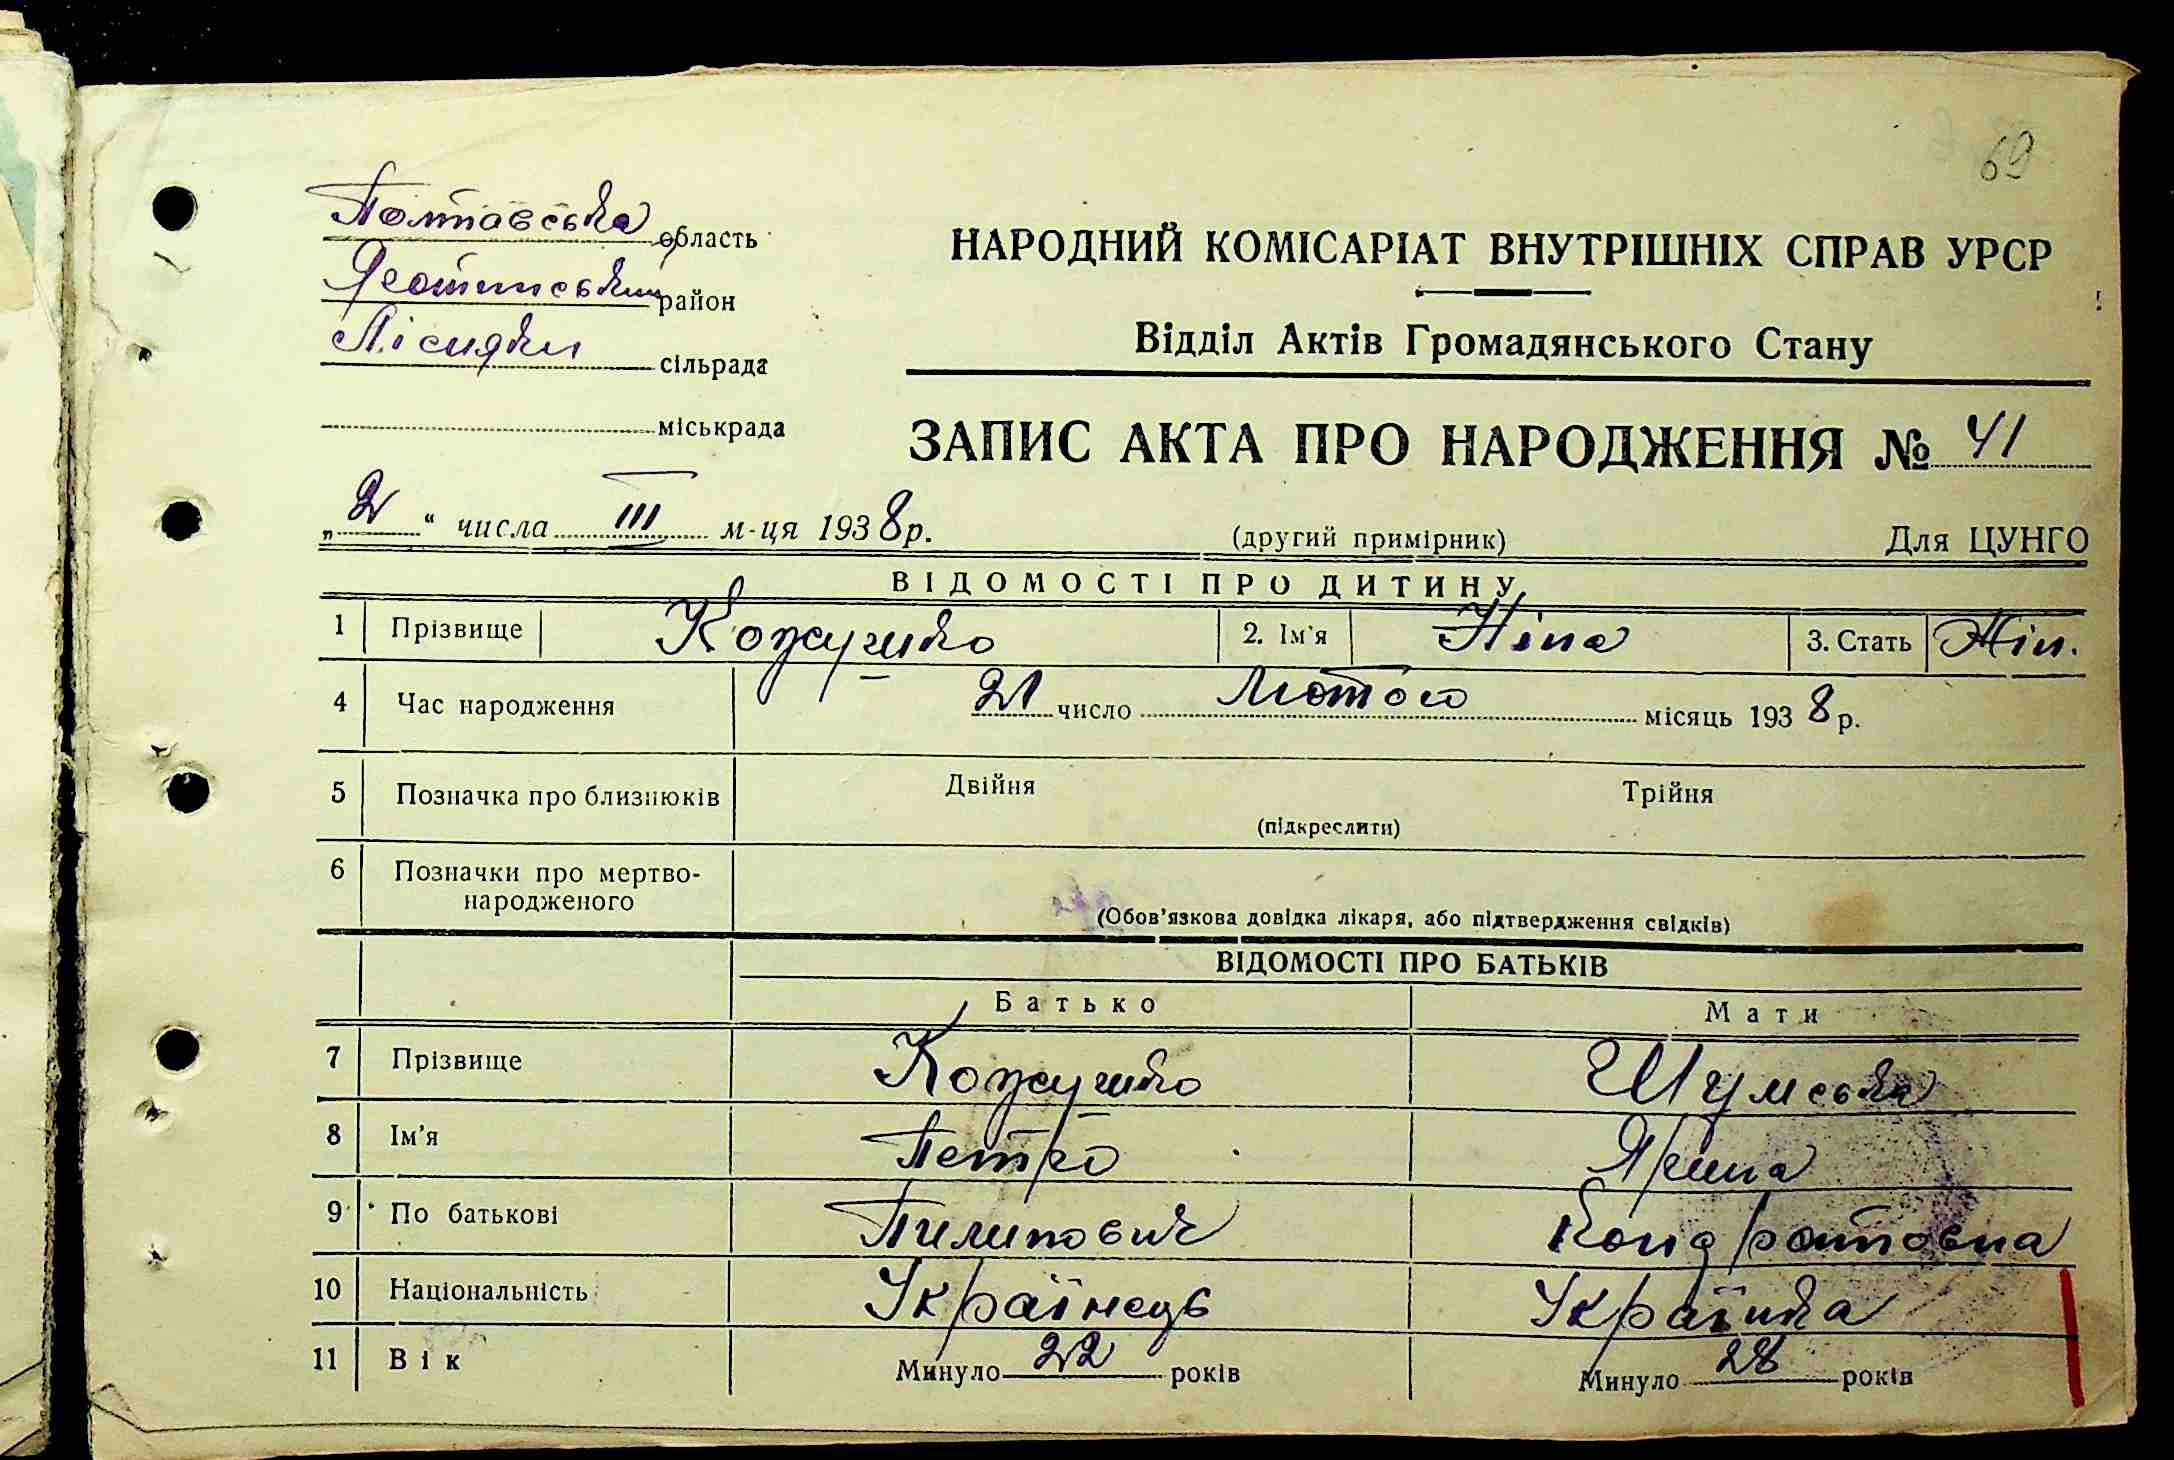 69
Полтавська область
Яготинський район
Лісняки сільрада
міськрада
НАРОДНИЙ КОМІСАРІАТ ВНУТРІШНІХ СПРАВ УРСР
Відділ Актів Громадянського Стану
ЗАПИС АКТА ПРО НАРОДЖЕННЯ № 41
„2“ числа III м-ця 1938 р.
(другий примірник)
Для ЦУНГО
ВІДОМОСТІ ПРО ДИТИНУ
1 Прізвище Кожушко 2. Ім'я Ніна 3. Стать Жін.
4 Час народження 21 число Лютого місяць 1938 р.
5 Позначка про близнюків Двійня Трійня
(підкреслити)
6 Позначки про мертво-
народженого
(Обов'язкова довідка лікаря, або підтвердження свідків)
ВІДОМОСТІ ПРО БАТЬКІВ
Батько Мати
7 Прізвище Кожушко Шумська
8 Ім'я Петро Ярина
9 По батькові Пилипович Кондратовна
10 Національність Українець Українка
11 Вік Минуло 22 років Минуло 28 років